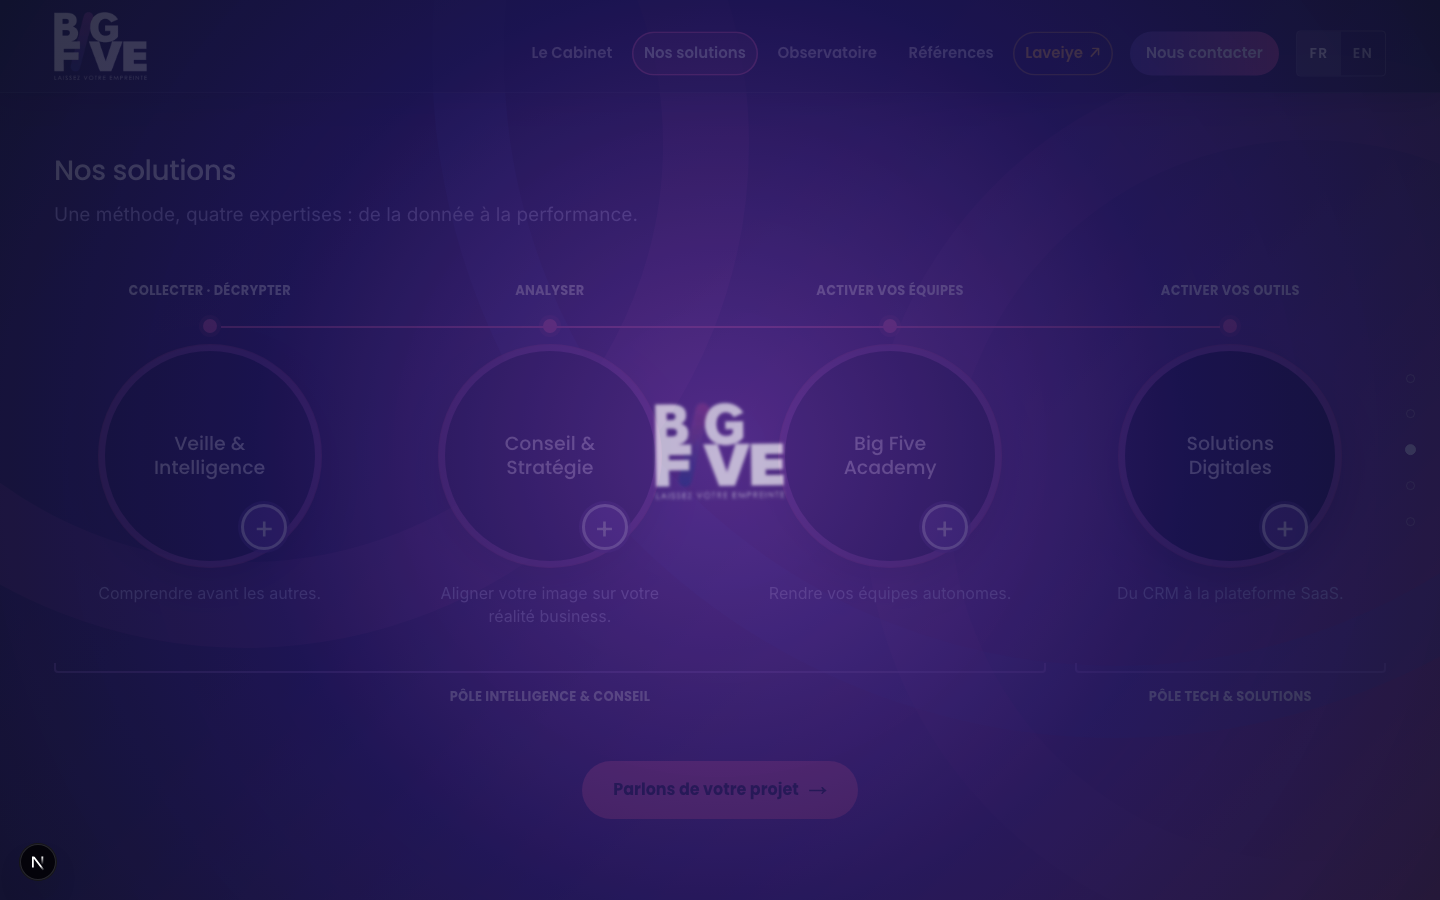 BIG
FIVE
LAISSEZ VOTRE EMPREINTE
Le Cabinet
Nos solutions
Observatoire
Références
Laveiye ↗
Nous contacter
FR
EN
Nos solutions
Une méthode, quatre expertises : de la donnée à la performance.
COLLECTER · DÉCRYPTER
ANALYSER
ACTIVER VOS ÉQUIPES
ACTIVER VOS OUTILS
Veille &
Intelligence
Conseil &
Stratégie
BIG
FIVE
LAISSEZ VOTRE EMPREINTE
Big Five
Academy
Solutions
Digitales
+
+
+
+
Comprendre avant les autres.
Aligner votre image sur votre
réalité business.
Rendre vos équipes autonomes.
Du CRM à la plateforme SaaS.
PÔLE INTELLIGENCE & CONSEIL
PÔLE TECH & SOLUTIONS
Parlons de votre projet →
N